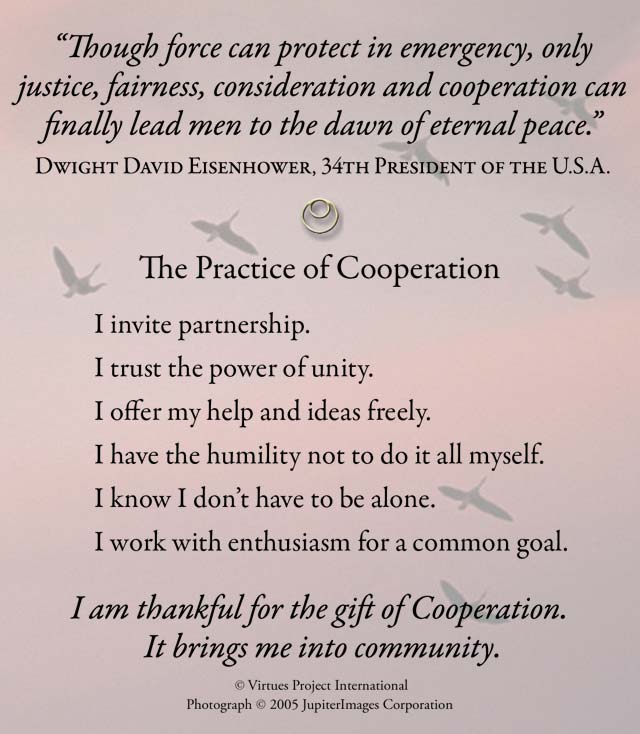 “Though force can protect in emergency, only
justice, fairness, consideration and cooperation can
finally lead men to the dawn of eternal peace.”
Dwight David Eisenhower, 34th President of the U.S.A.
The Practice of Cooperation
I invite partnership.
I trust the power of unity.
I offer my help and ideas freely.
I have the humility not to do it all myself.
I know I don’t have to be alone.
I work with enthusiasm for a common goal.
I am thankful for the gift of Cooperation.
It brings me into community.
© Virtues Project International
Photograph © 2005 JupiterImages Corporation